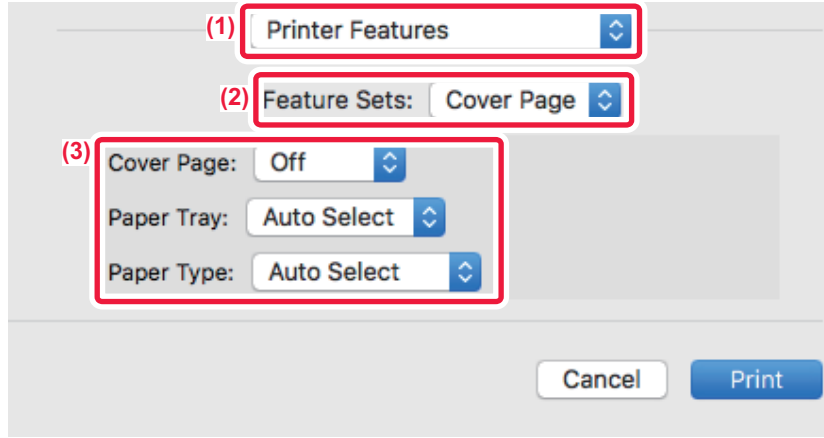 (1) Printer Features
(2) Feature Sets: Cover Page
(3) Cover Page: Off
Paper Tray: Auto Select
Paper Type: Auto Select
Cancel Print